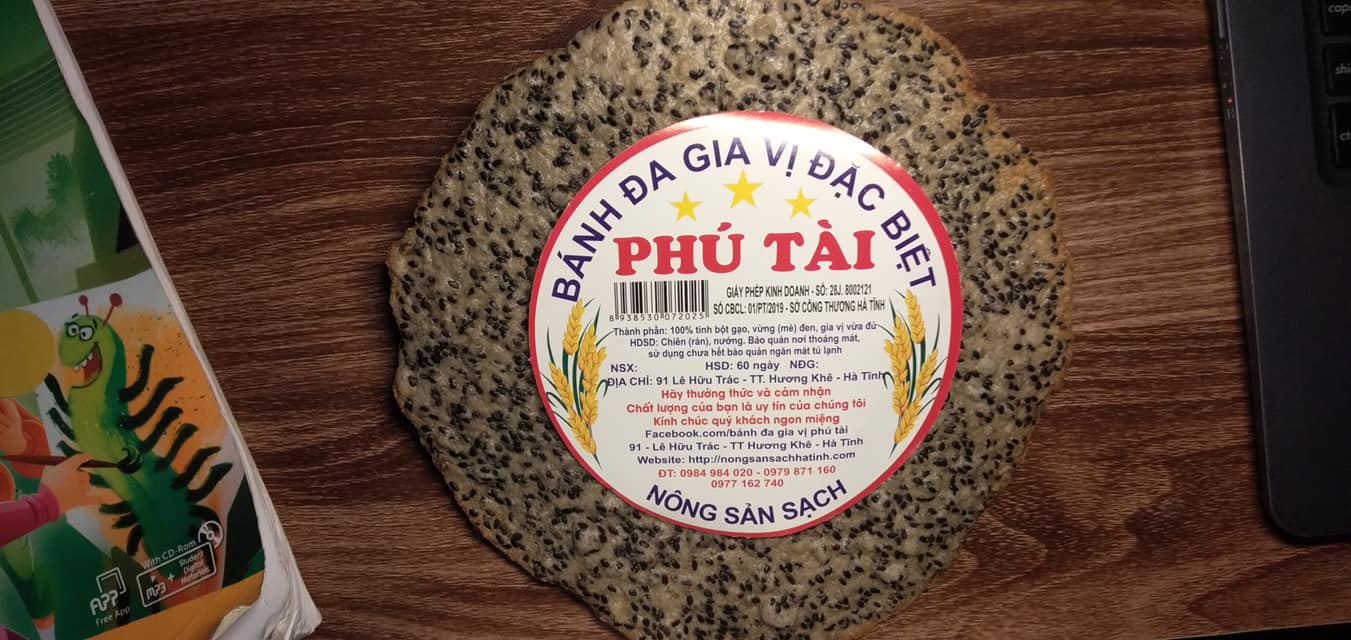 BÁNH ĐA GIA VỊ ĐẶC BIỆT
PHÚ TÀI
GIẤY PHÉP KINH DOANH - SỐ: 28J. 8002121
SỐ CBCL: 01/PT/2019 - SỞ CÔNG THƯƠNG HÀ TĨNH
8 938530 072025
Thành phần: 100% tinh bột gạo, vừng (mè) đen, gia vị vừa đủ
HDSD: Chiên (rán), nướng. Bảo quản nơi thoáng mát,
sử dụng chưa hết bảo quản ngăn mát tủ lạnh
NSX: HSD: 60 ngày NĐG:
ĐỊA CHỈ: 91 Lê Hữu Trác - TT. Hương Khê - Hà Tĩnh
Hãy thưởng thức và cảm nhận
Chất lượng của bạn là uy tín của chúng tôi
Kính chúc quý khách ngon miệng
Facebook.com/bánh đa gia vị phú tài
91 - Lê Hữu Trác - TT Hương Khê - Hà Tĩnh
Website: http://nongsansachhatinh.com
ĐT: 0984 984 020 - 0979 871 160
0977 162 740
NÔNG SẢN SẠCH
With CD-Rom
MP3 + Student Digital Materials
APP
Free App
caps
shi